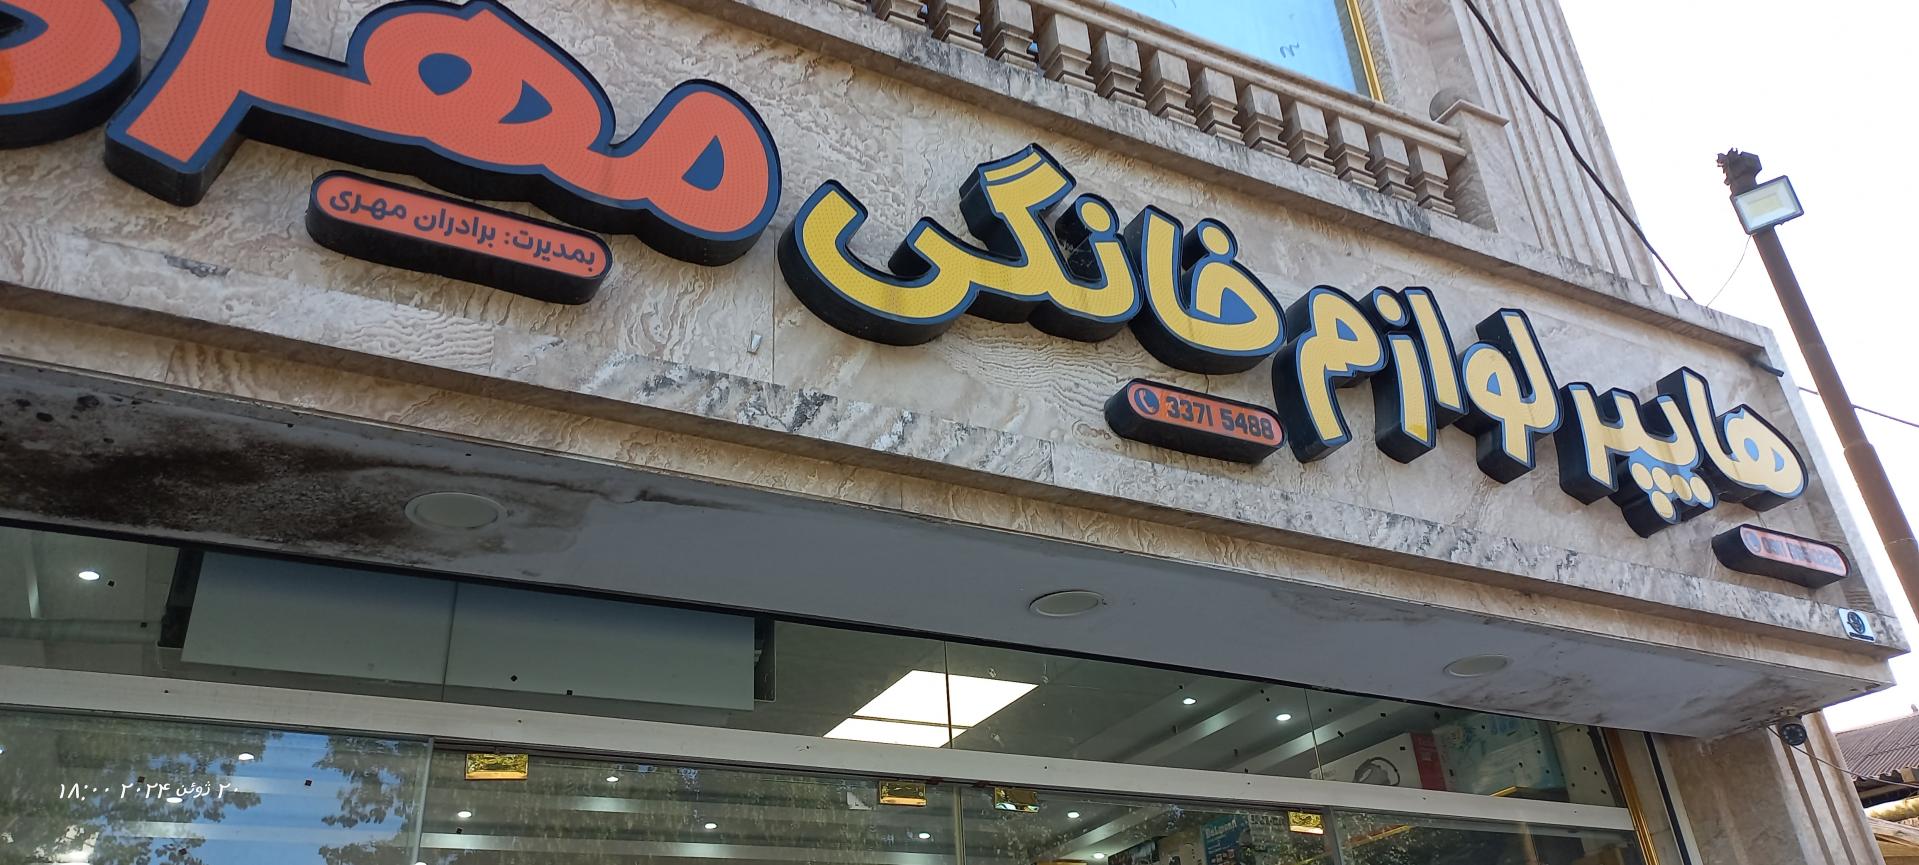 هایپر لوازم خانگی مهری
بمدیریت: برادران مهری
3371 5488
۲۰ ژوئن ۲۰۲۴ ۱۸:۰۰